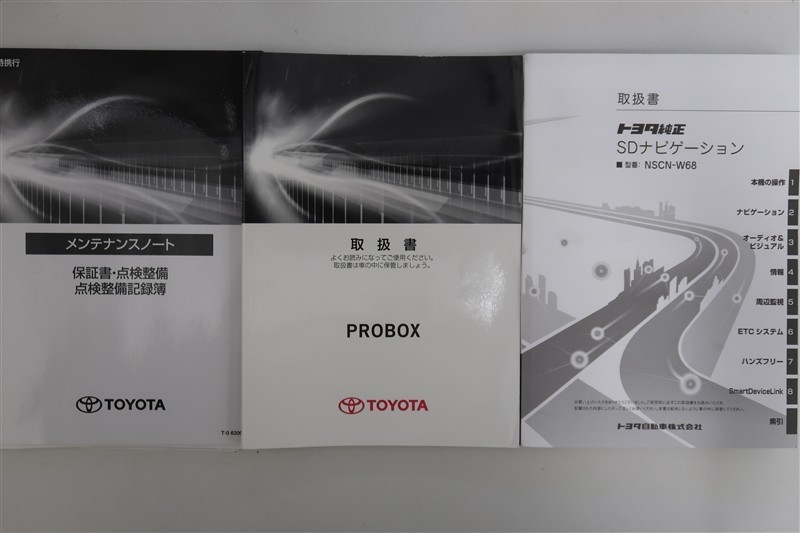 時携行
メンテナンスノート
保証書・点検整備
点検整備記録簿
TOYOTA
取扱書
よくお読みになってご使用ください。
取扱書は車の中に保管しましょう。
PROBOX
TOYOTA
取扱書
トヨタ純正
SDナビゲーション
■ 型番: NSCN-W68
本機の操作 1
ナビゲーション 2
オーディオ&
ビジュアル 3
情報 4
周辺監視 5
ETCシステム 6
ハンズフリー 7
SmartDeviceLink 8
索引
トヨタ自動車株式会社